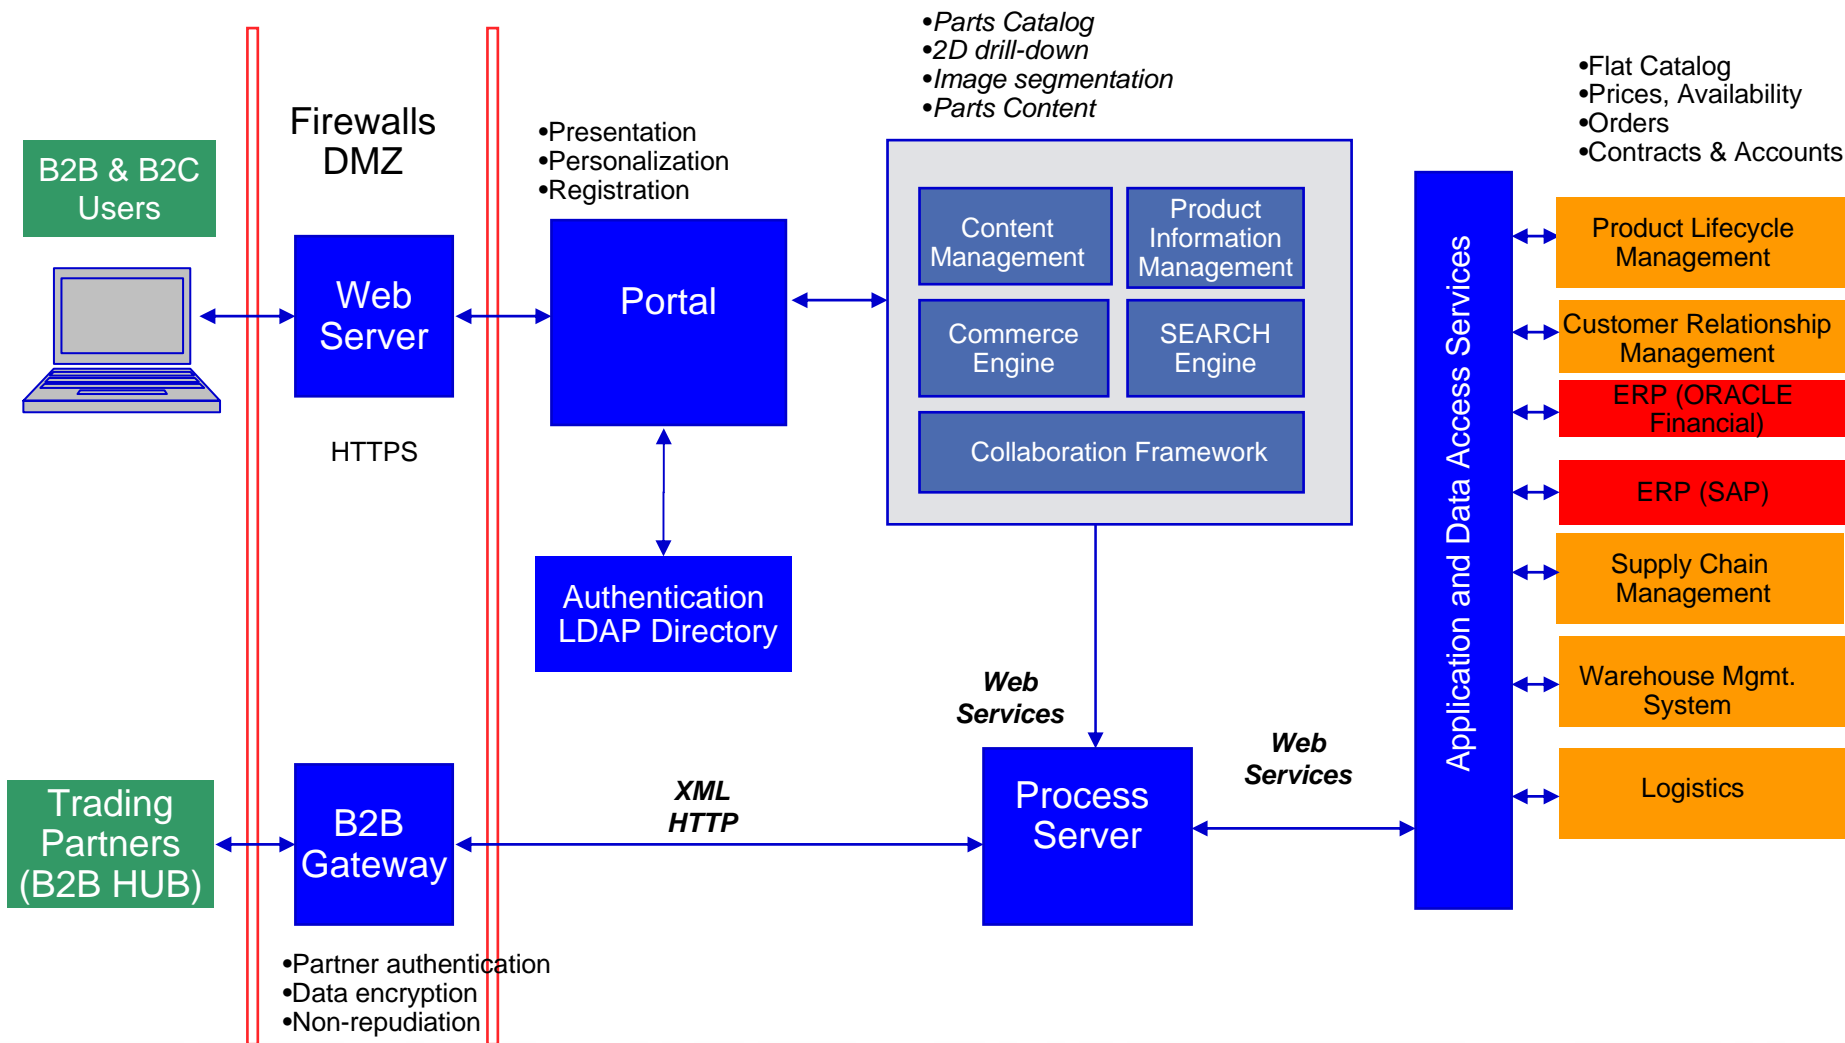 •Parts Catalog
•2D drill-down
•Image segmentation
•Parts Content
•Flat Catalog
•Prices, Availability
•Orders
•Contracts & Accounts
Firewalls
DMZ
•Presentation
•Personalization
•Registration
B2B & B2C
Users
Web
Server
HTTPS
Portal
Content
Management
Product
Information
Management
Commerce
Engine
SEARCH
Engine
Collaboration Framework
Authentication
LDAP Directory
Application and Data Access Services
Product Lifecycle
Management
Customer Relationship
Management
ERP (ORACLE
Financial)
ERP (SAP)
Supply Chain
Management
Warehouse Mgmt.
System
Logistics
Web
Services
Web
Services
Trading
Partners
(B2B HUB)
B2B
Gateway
XML
HTTP
Process
Server
•Partner authentication
•Data encryption
•Non-repudiation